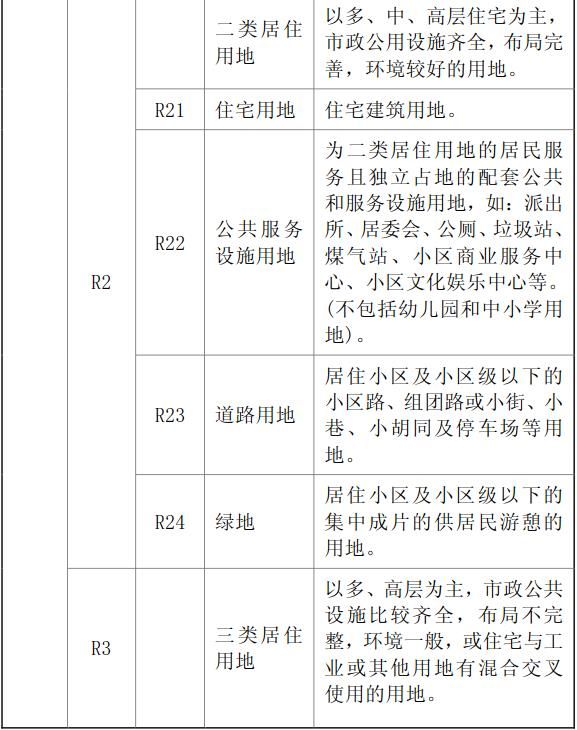 二类居住
用地
以多、中、高层住宅为主，
市政公用设施齐全，布局完
善，环境较好的用地。
R2
R21
住宅用地
住宅建筑用地。
R22
公共服务
设施用地
为二类居住用地的居民服
务且独立占地的配套公共
和服务设施用地，如：派出
所、居委会、公厕、垃圾站、
煤气站、小区商业服务中
心、小区文化娱乐中心等。
(不包括幼儿园和中小学用
地)。
R23
道路用地
居住小区及小区级以下的
小区路、组团路或小街、小
巷、小胡同及停车场等用
地。
R24
绿地
居住小区及小区级以下的
集中成片的供居民游憩的
用地。
R3
三类居住
用地
以多、高层为主，市政公共
设施比较齐全，布局不完
整，环境一般，或住宅与工
业或其他用地有混合交叉
使用的用地。